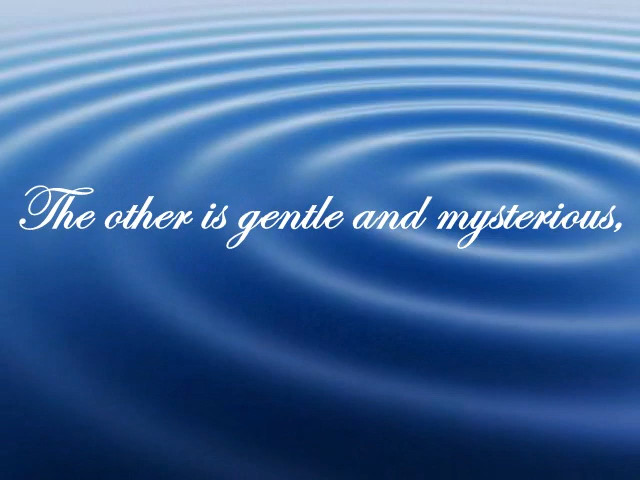 The other is gentle and mysterious,